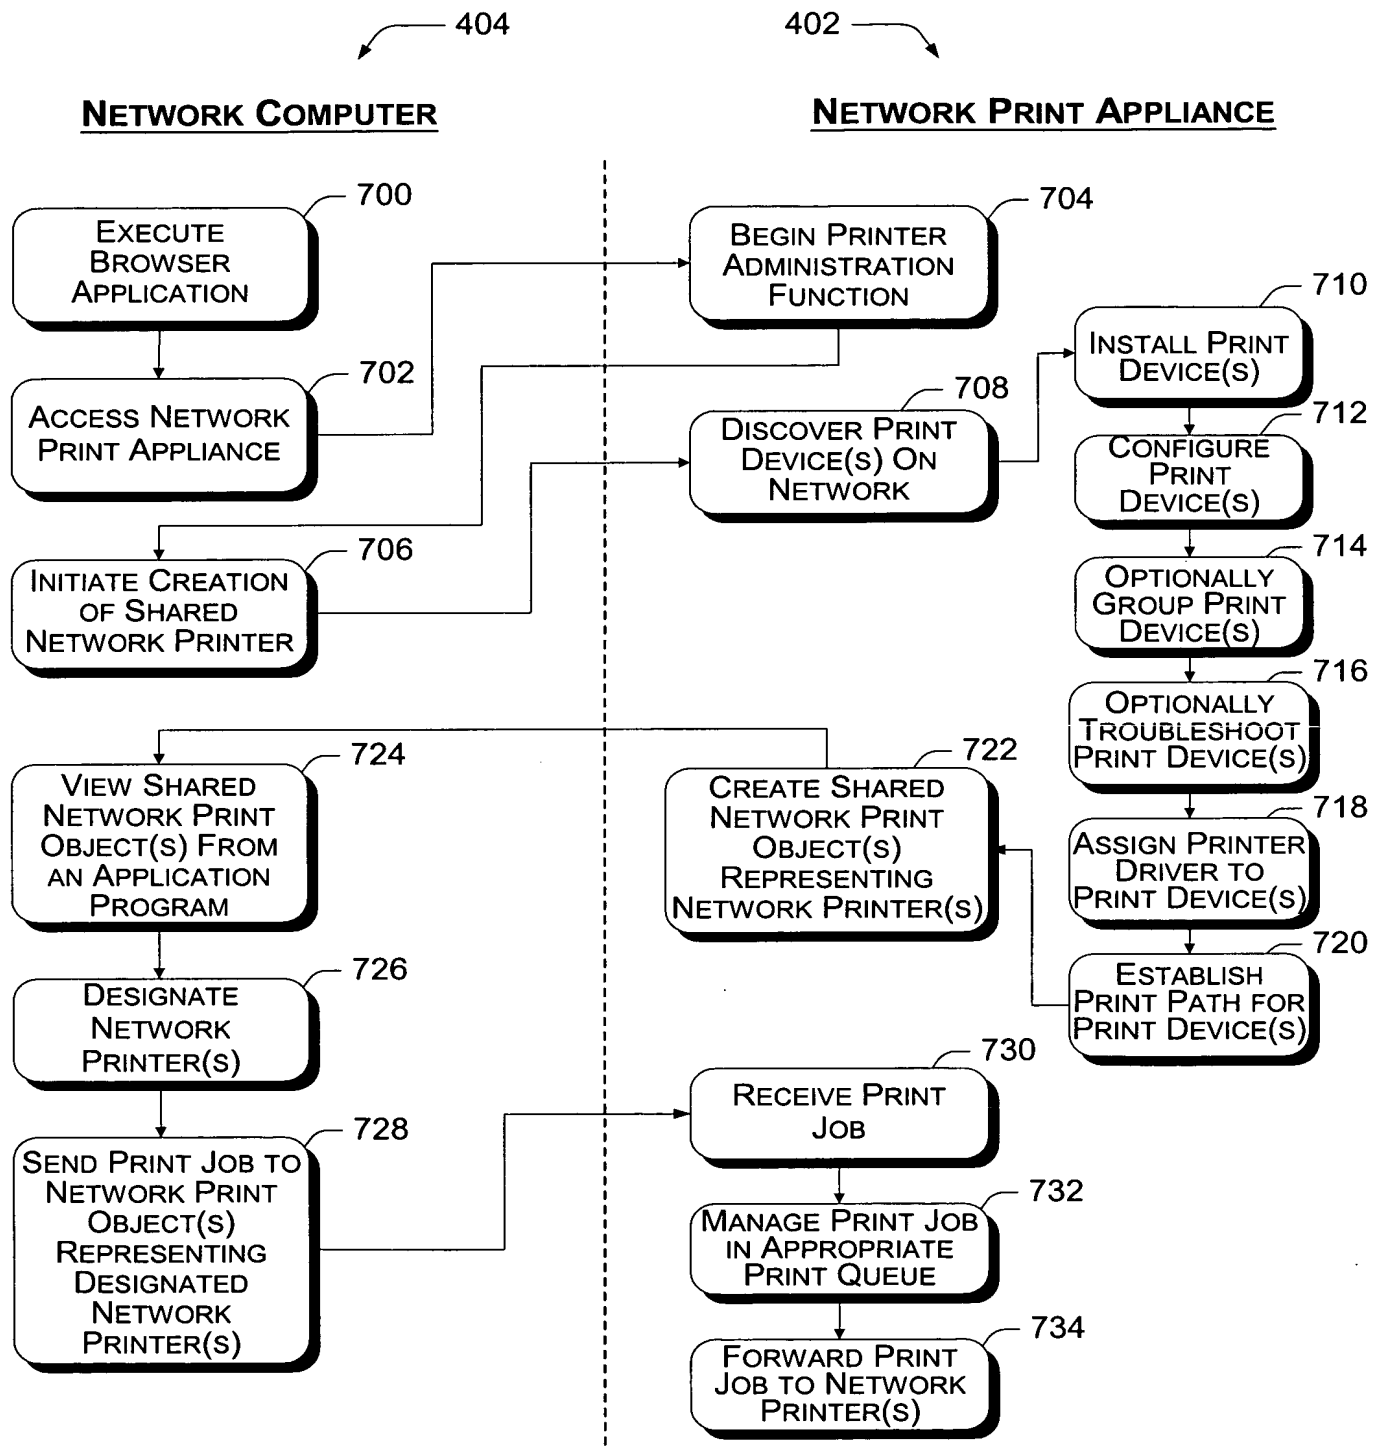 404
402
NETWORK COMPUTER
NETWORK PRINT APPLIANCE
700
EXECUTE
BROWSER
APPLICATION
702
ACCESS NETWORK
PRINT APPLIANCE
704
BEGIN PRINTER
ADMINISTRATION
FUNCTION
706
INITIATE CREATION
OF SHARED
NETWORK PRINTER
708
DISCOVER PRINT
DEVICE(S) ON
NETWORK
710
INSTALL PRINT
DEVICE(S)
712
CONFIGURE
PRINT
DEVICE(S)
714
OPTIONALLY
GROUP PRINT
DEVICE(S)
716
OPTIONALLY
TROUBLESHOOT
PRINT DEVICE(S)
718
ASSIGN PRINTER
DRIVER TO
PRINT DEVICE(S)
720
ESTABLISH
PRINT PATH FOR
PRINT DEVICE(S)
722
CREATE SHARED
NETWORK PRINT
OBJECT(S)
REPRESENTING
NETWORK PRINTER(S)
724
VIEW SHARED
NETWORK PRINT
OBJECT(S) FROM
AN APPLICATION
PROGRAM
726
DESIGNATE
NETWORK
PRINTER(S)
728
SEND PRINT JOB TO
NETWORK PRINT
OBJECT(S)
REPRESENTING
DESIGNATED
NETWORK
PRINTER(S)
730
RECEIVE PRINT
JOB
732
MANAGE PRINT JOB
IN APPROPRIATE
PRINT QUEUE
734
FORWARD PRINT
JOB TO NETWORK
PRINTER(S)